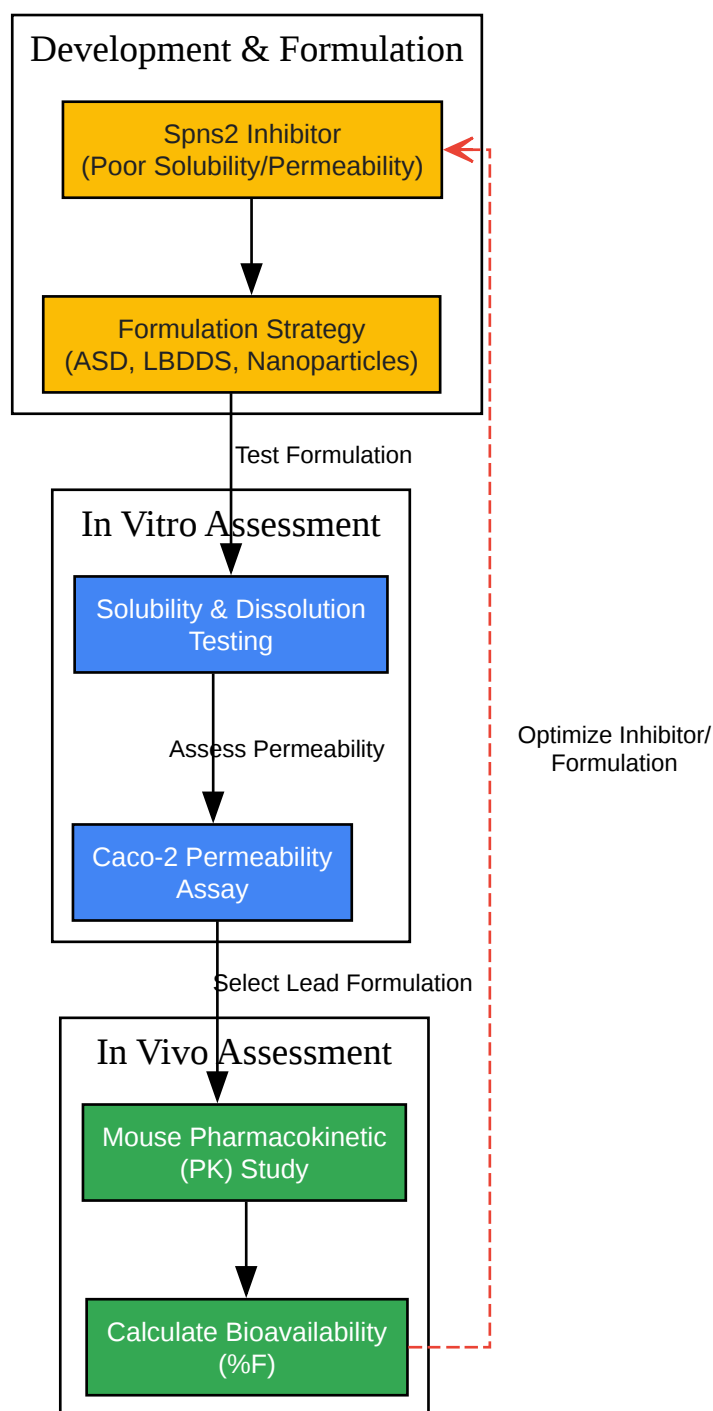 Development & Formulation
Spns2 Inhibitor
(Poor Solubility/Permeability)
Formulation Strategy
(ASD, LBDDS, Nanoparticles)
Test Formulation
In Vitro Assessment
Solubility & Dissolution
Testing
Assess Permeability
Optimize Inhibitor/
Formulation
Caco-2 Permeability
Assay
Select Lead Formulation
In Vivo Assessment
Mouse Pharmacokinetic
(PK) Study
Calculate Bioavailability
(%F)